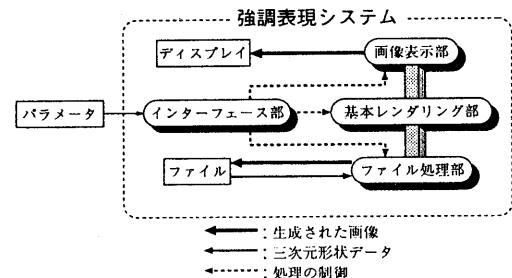 強調表現システム
ディスプレイ
画像表示部
パラメータ
インターフェース部
基本レンダリング部
ファイル
ファイル処理部
：生成された画像
：三次元形状データ
：処理の制御